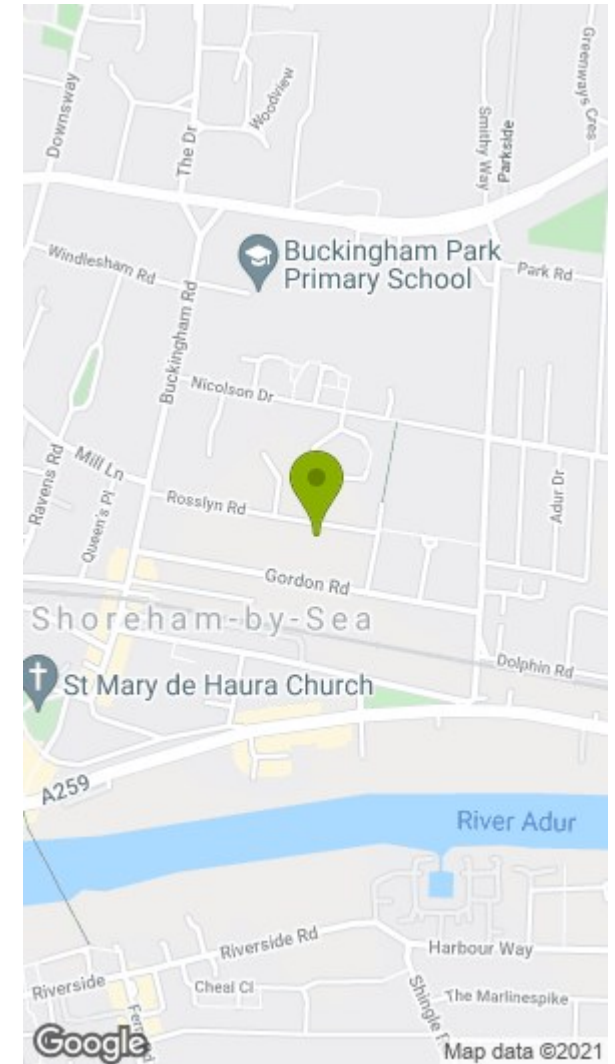 Downsway
The Dr
Woodview
Smithy Way
Parkside
Greenways Cres
Windlesham Rd
Buckingham Park
Primary School
Park Rd
Buckingham Rd
Nicolson Dr
Ravens Rd
Mill Ln
Queen's Pl
Rosslyn Rd
Adur Dr
Gordon Rd
Shoreham-by-Sea
Dolphin Rd
St Mary de Haura Church
A259
River Adur
Riverside Rd
Harbour Way
Riverside
Cheal Cl
Shingle
The Marlinespike
Google
Map data ©2021